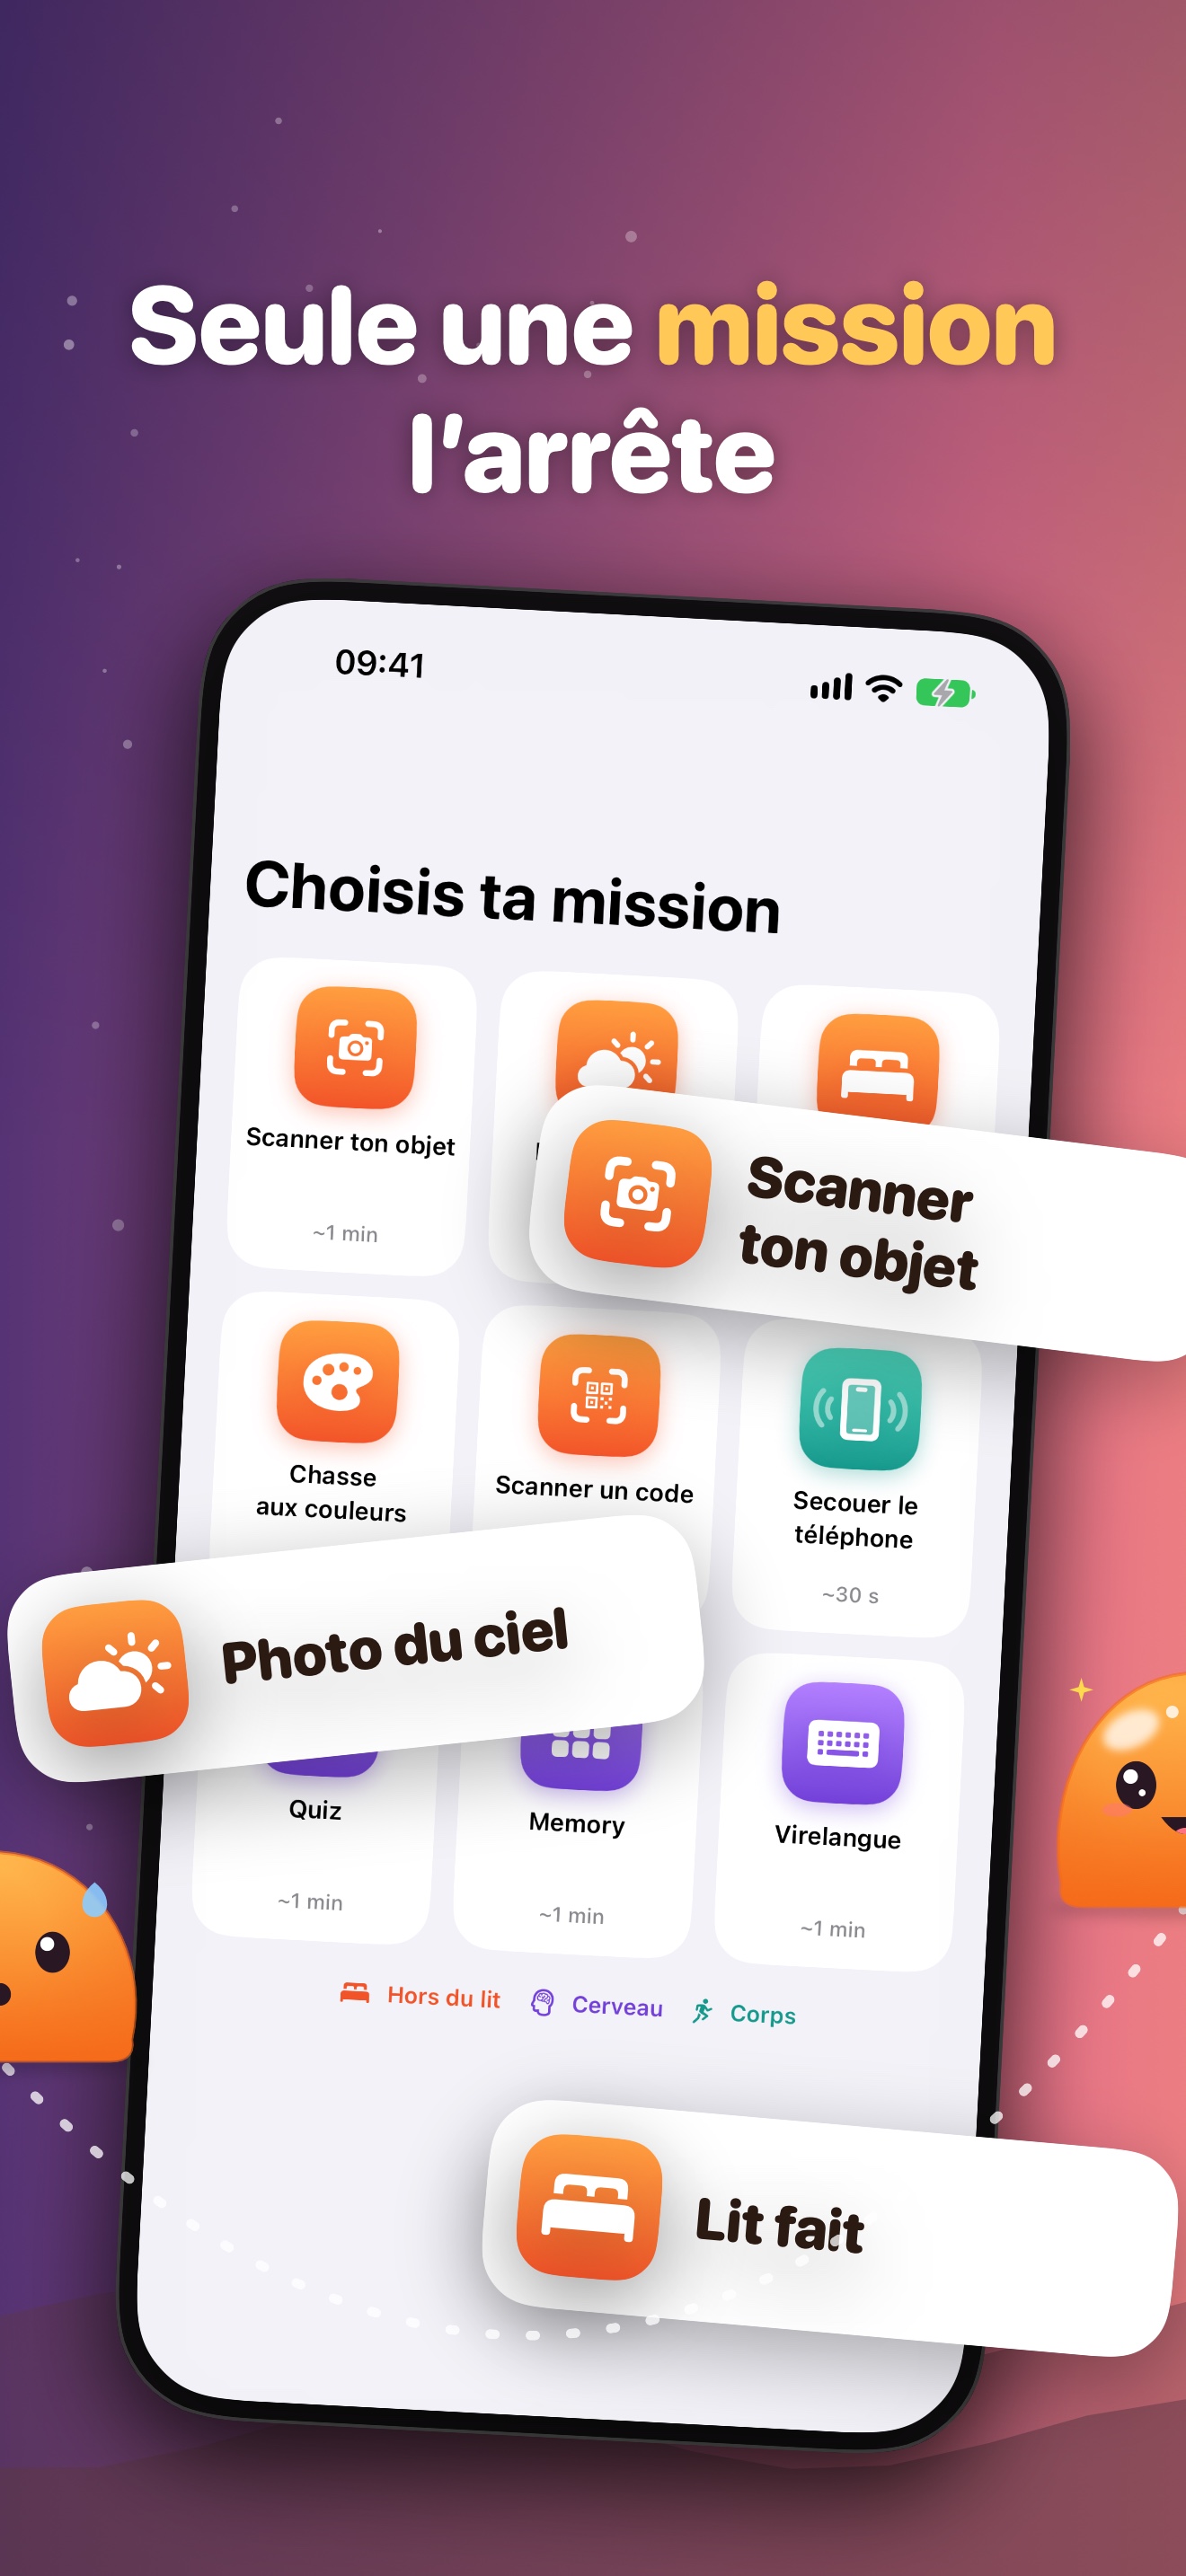 Seule une mission
l'arrête
09:41
Choisis ta mission
Scanner ton objet
~1 min
Scanner
ton objet
Chasse
aux couleurs
Scanner un code
Secouer le
téléphone
~30 s
Photo du ciel
Quiz
~1 min
Memory
~1 min
Virelangue
~1 min
Hors du lit
Cerveau
Corps
Lit fait